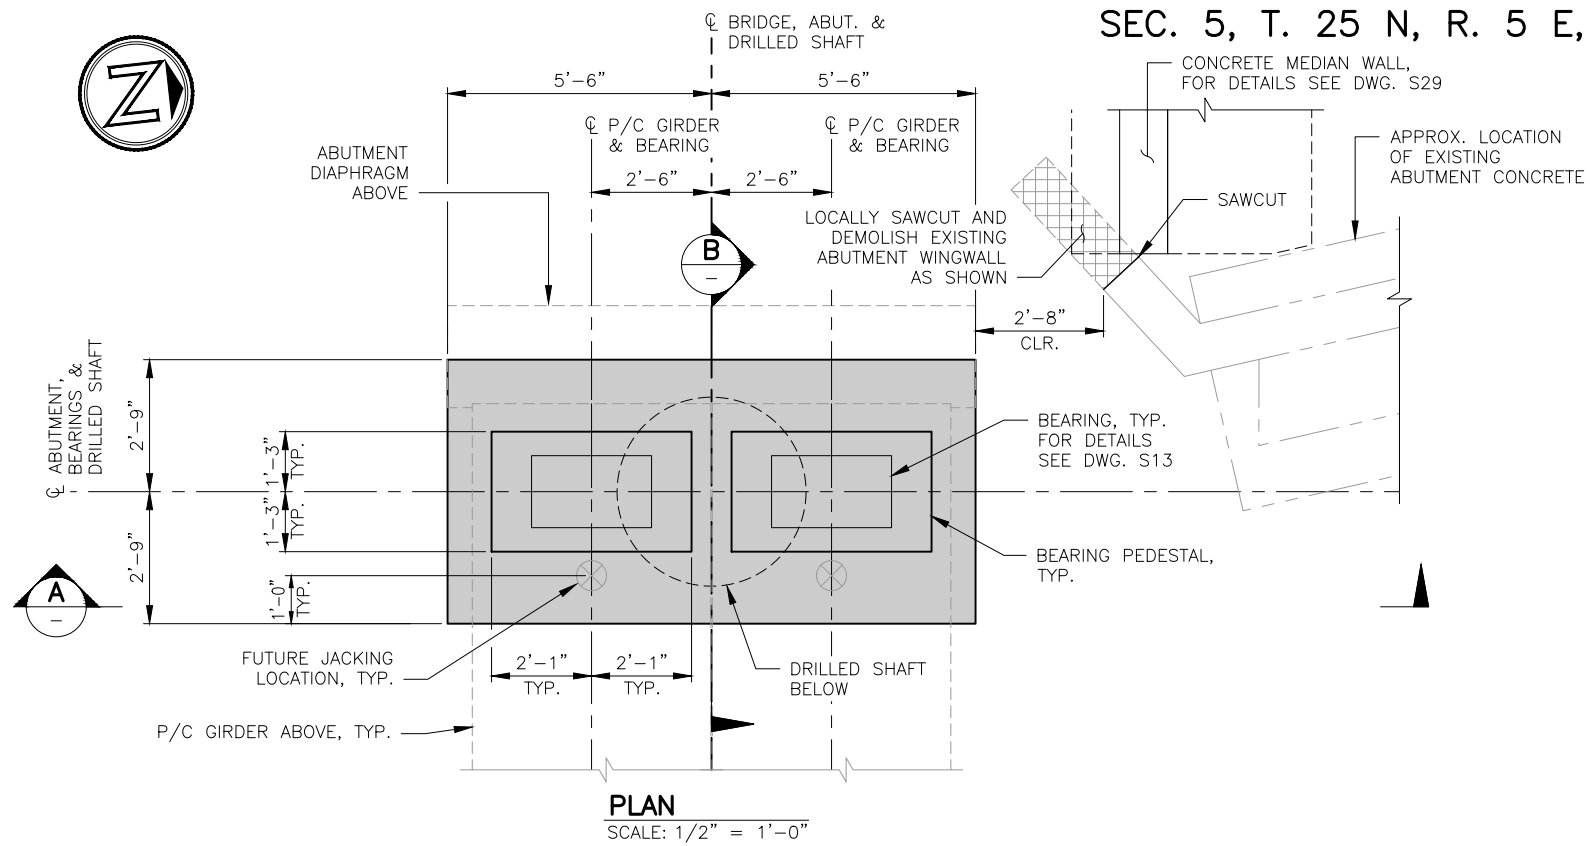 SEC. 5, T. 25 N, R. 5 E,
Z
℄ BRIDGE, ABUT. &
DRILLED SHAFT
5'-6"
5'-6"
CONCRETE MEDIAN WALL,
FOR DETAILS SEE DWG. S29
℄ P/C GIRDER
& BEARING
℄ P/C GIRDER
& BEARING
APPROX. LOCATION
OF EXISTING
ABUTMENT CONCRETE
ABUTMENT
DIAPHRAGM
ABOVE
2'-6"
2'-6"
SAWCUT
LOCALLY SAWCUT AND
DEMOLISH EXISTING
ABUTMENT WINGWALL
AS SHOWN
B
-
2'-8"
CLR.
℄ ABUTMENT,
BEARINGS &
DRILLED SHAFT
2'-9"
2'-9"
1'-3"
TYP.
1'-3"
TYP.
1'-0"
TYP.
BEARING, TYP.
FOR DETAILS
SEE DWG. S13
BEARING PEDESTAL,
TYP.
A
-
FUTURE JACKING
LOCATION, TYP.
2'-1"
TYP.
2'-1"
TYP.
DRILLED SHAFT
BELOW
P/C GIRDER ABOVE, TYP.
PLAN
SCALE: 1/2" = 1'-0"